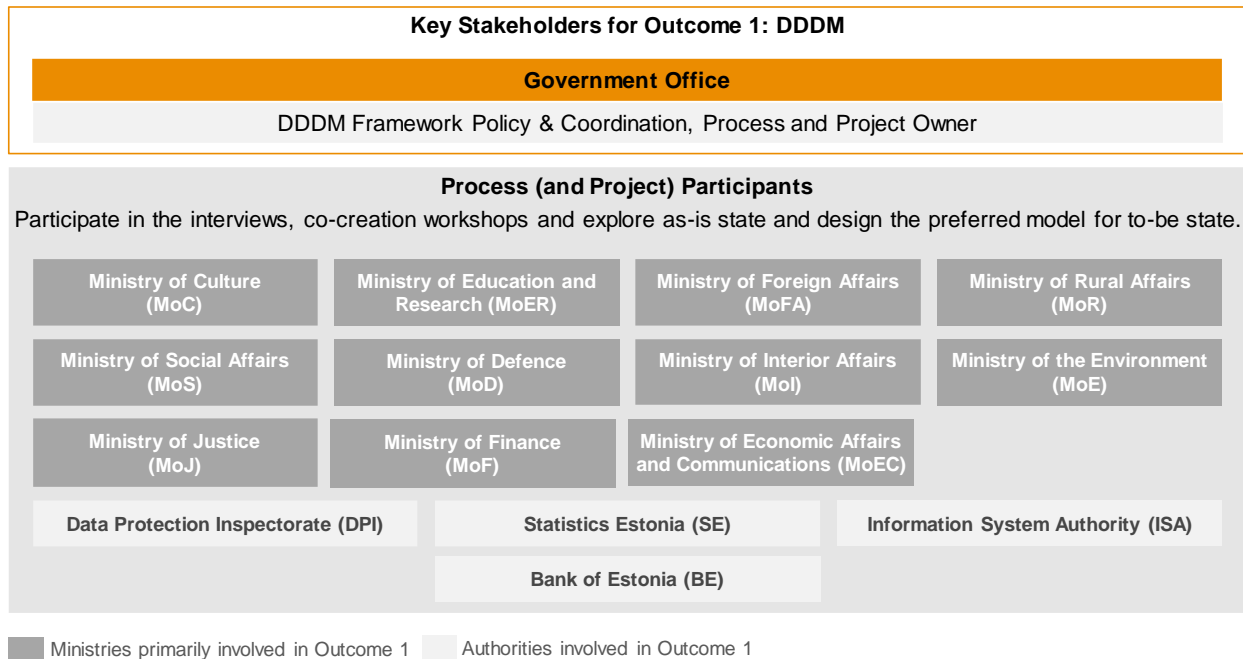 Key Stakeholders for Outcome 1: DDDM
Government Office
DDDM Framework Policy & Coordination, Process and Project Owner
Process (and Project) Participants
Participate in the interviews, co-creation workshops and explore as-is state and design the preferred model for to-be state.
Ministry of Culture
(MoC)
Ministry of Education and
Research (MoER)
Ministry of Foreign Affairs
(MoFA)
Ministry of Rural Affairs
(MoR)
Ministry of Social Affairs
(MoS)
Ministry of Defence
(MoD)
Ministry of Interior Affairs
(MoI)
Ministry of the Environment
(MoE)
Ministry of Justice
(MoJ)
Ministry of Finance
(MoF)
Ministry of Economic Affairs
and Communications (MoEC)
Data Protection Inspectorate (DPI)
Statistics Estonia (SE)
Information System Authority (ISA)
Bank of Estonia (BE)
Ministries primarily involved in Outcome 1
Authorities involved in Outcome 1